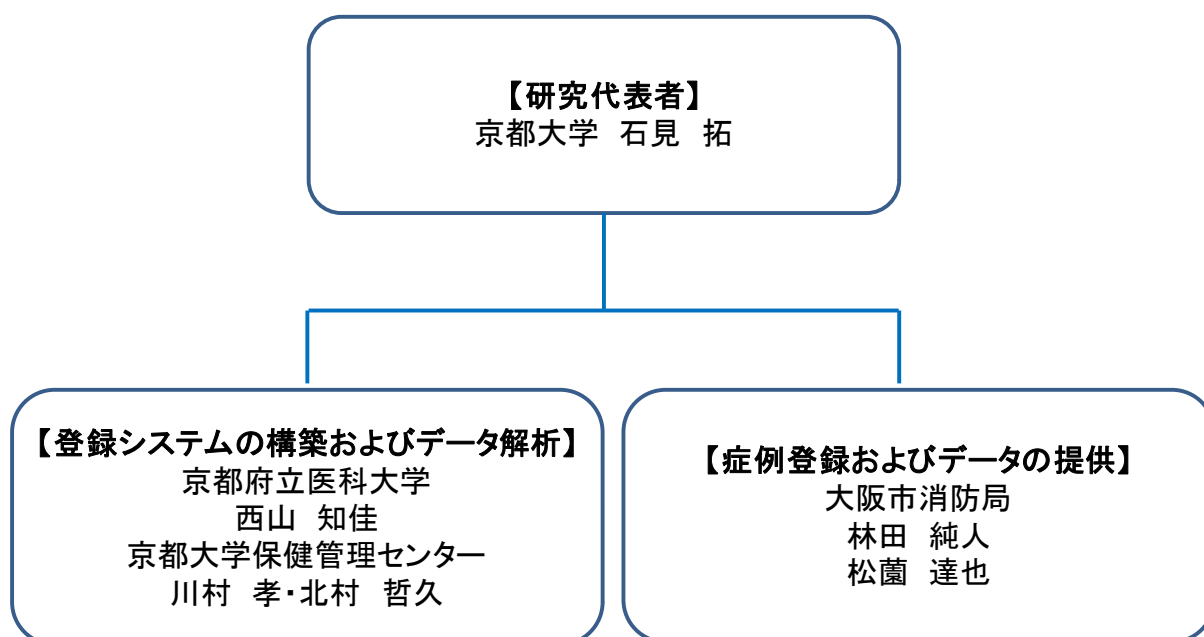 【研究代表者】
京都大学　石見　拓
【登録システムの構築およびデータ解析】
京都府立医科大学
西山　知佳
京都大学保健管理センター
川村　孝・北村　哲久
【症例登録およびデータの提供】
大阪市消防局
林田　純人
松薗　達也